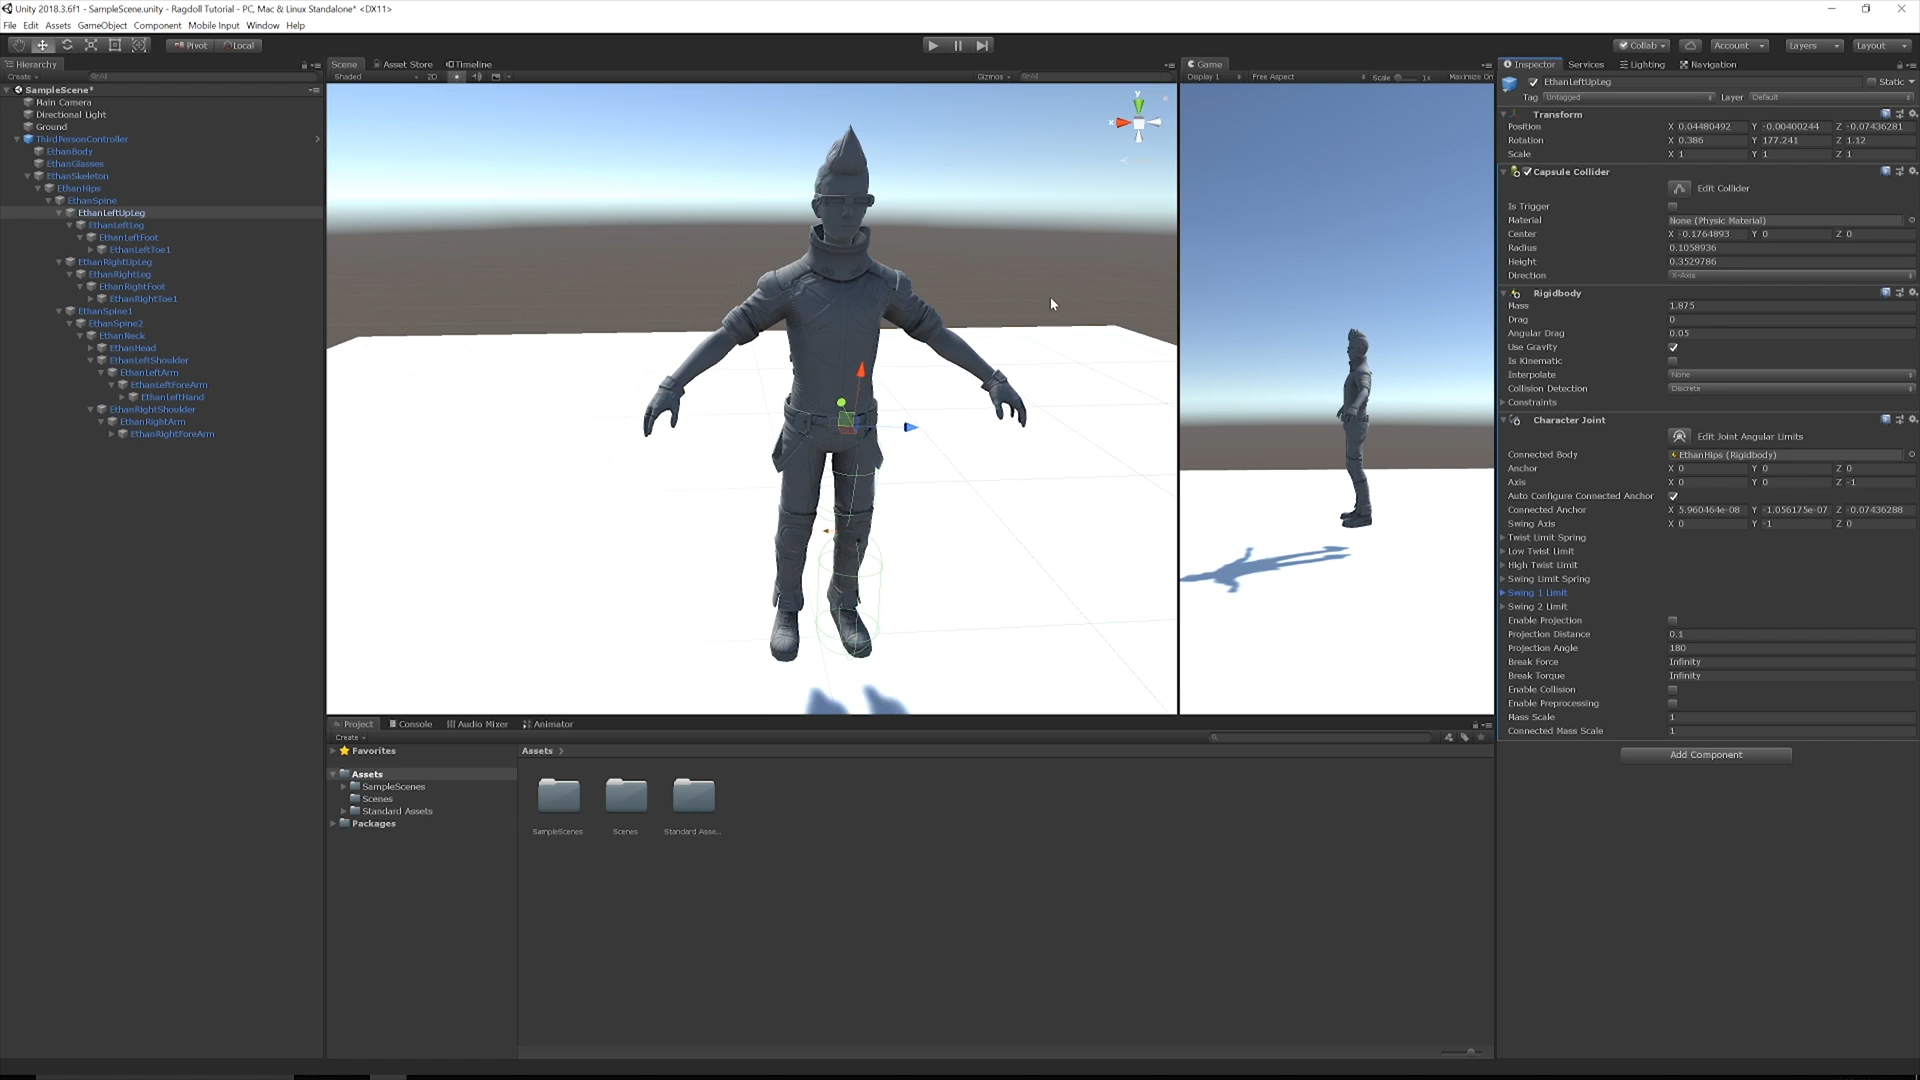 Unity 2018.3.6f1 - SampleScene.unity - Ragdoll Tutorial - PC, Mac & Linux Standalone* <DX11>
File Edit Assets GameObject Component Mobile Input Window Help
Pivot Local
Collab Account Layers Layout
Hierarchy
Create
SampleScene*
Main Camera
Directional Light
Ground
ThirdPersonController
EthanBody
EthanGlasses
EthanSkeleton
EthanHips
EthanSpine
EthanLeftUpLeg
EthanLeftLeg
EthanLeftFoot
EthanLeftToe1
EthanRightUpLeg
EthanRightLeg
EthanRightFoot
EthanRightToe1
EthanSpine1
EthanSpine2
EthanNeck
EthanHead
EthanLeftShoulder
EthanLeftArm
EthanLeftForeArm
EthanLeftHand
EthanRightShoulder
EthanRightArm
EthanRightForeArm
Scene Asset Store Timeline
Shaded 2D Gizmos All
y
x
Game
Display 1 Free Aspect Scale 1x Maximize On
Project Console Audio Mixer Animator
Create
Favorites
Assets
SampleScenes
Scenes
Standard Assets
Packages
Assets
SampleScenes Scenes Standard Asse...
Inspector Services Lighting Navigation
EthanLeftUpLeg Static
Tag Untagged Layer Default
Transform
Position X 0.04480492 Y -0.00400244 Z -0.07436281
Rotation X 0.386 Y 177.241 Z 1.12
Scale X 1 Y 1 Z 1
Capsule Collider
Edit Collider
Is Trigger
Material None (Physic Material)
Center X -0.1764893 Y 0 Z 0
Radius 0.1058936
Height 0.3529786
Direction X-Axis
Rigidbody
Mass 1.875
Drag 0
Angular Drag 0.05
Use Gravity
Is Kinematic
Interpolate None
Collision Detection Discrete
Constraints
Character Joint
Edit Joint Angular Limits
Connected Body EthanHips (Rigidbody)
Anchor X 0 Y 0 Z 0
Axis X 0 Y 0 Z -1
Auto Configure Connected Anchor
Connected Anchor X 5.960464e-08 Y -1.056175e-07 Z -0.07436288
Swing Axis X 0 Y -1 Z 0
Twist Limit Spring
Low Twist Limit
High Twist Limit
Swing Limit Spring
Swing 1 Limit
Swing 2 Limit
Enable Projection
Projection Distance 0.1
Projection Angle 180
Break Force Infinity
Break Torque Infinity
Enable Collision
Enable Preprocessing
Mass Scale 1
Connected Mass Scale 1
Add Component